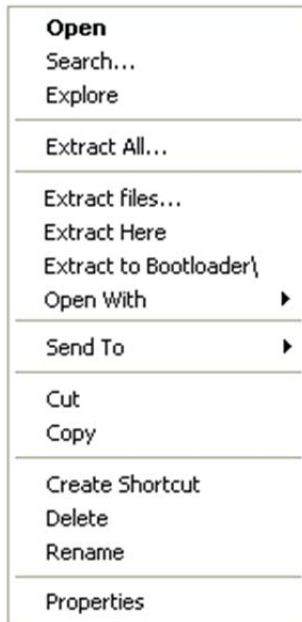 Open
Search...
Explore
Extract All...
Extract files...
Extract Here
Extract to Bootloader\
Open With
Send To
Cut
Copy
Create Shortcut
Delete
Rename
Properties